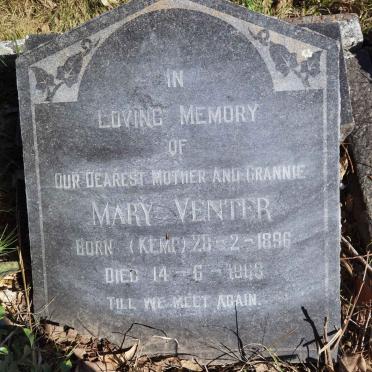 IN
LOVING MEMORY
OF
OUR DEAREST MOTHER AND GRANNIE
MARY VENTER
BORN (KEMP) 28-2-1896
DIED 14-6-
TILL WE MEET AGAIN